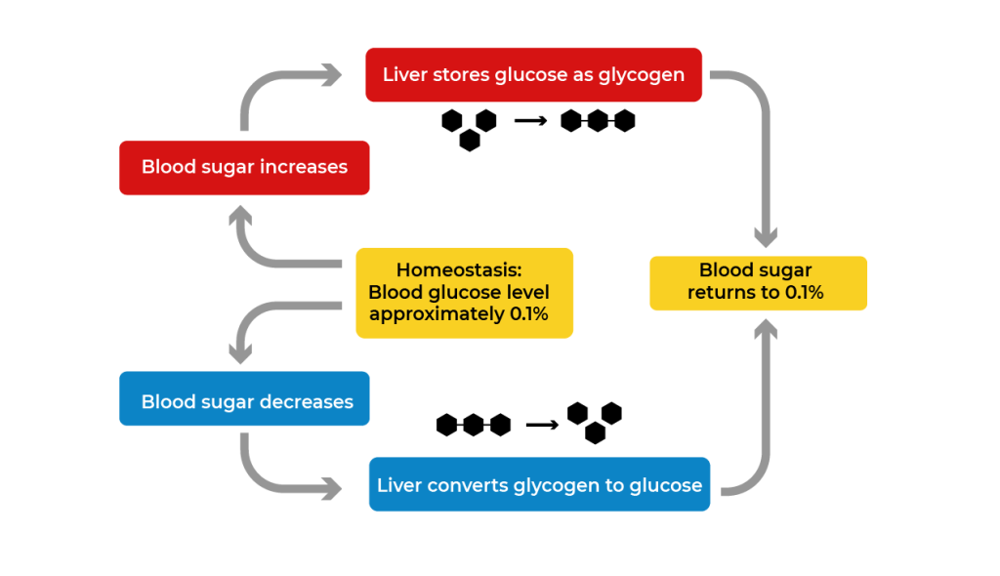 Liver stores glucose as glycogen
Blood sugar increases
Homeostasis:
Blood glucose level
approximately 0.1%
Blood sugar
returns to 0.1%
Blood sugar decreases
Liver converts glycogen to glucose